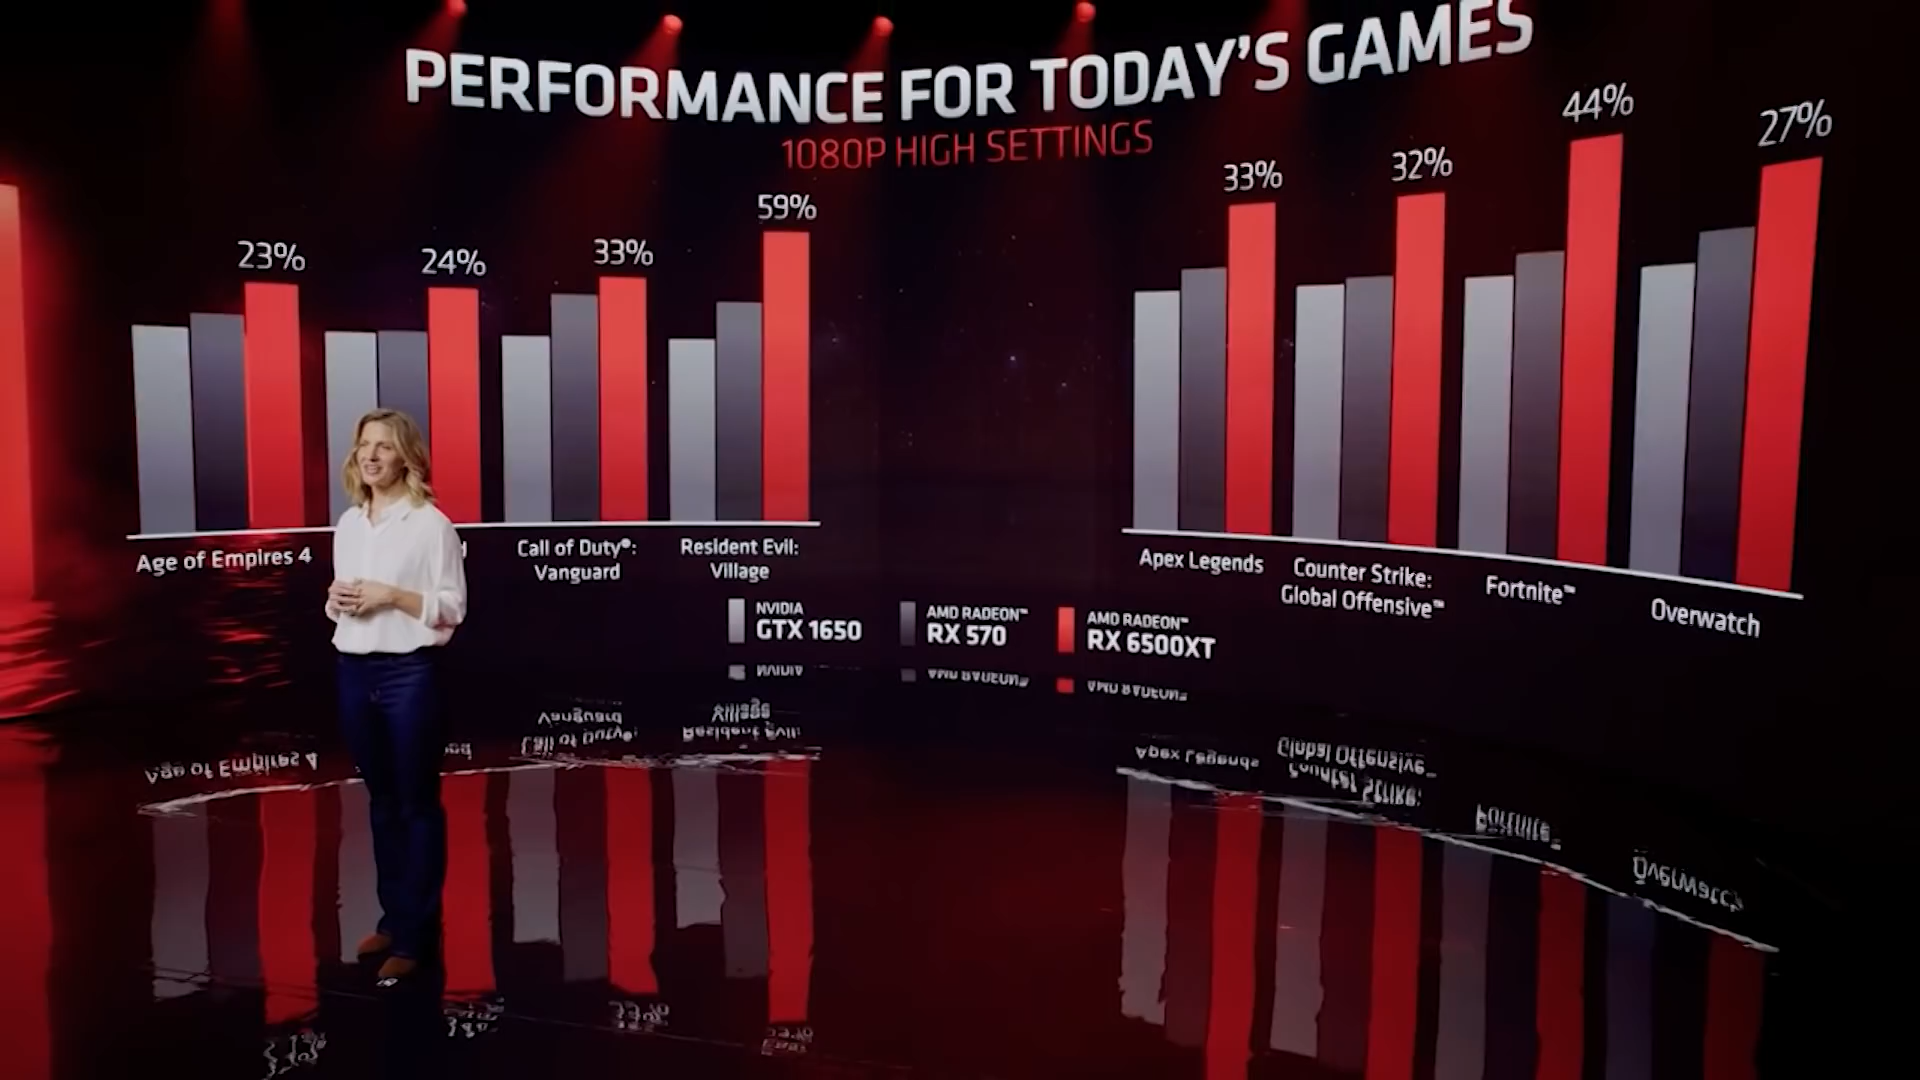 PERFORMANCE FOR TODAY'S GAMES
1080P HIGH SETTINGS
23%
24%
33%
59%
33%
32%
44%
27%
Age of Empires 4
Call of Duty®:
Vanguard
Resident Evil:
Village
Apex Legends
Counter Strike:
Global Offensive™
Fortnite™
Overwatch
NVIDIA
GTX 1650
AMD RADEON™
RX 570
AMD RADEON™
RX 6500XT